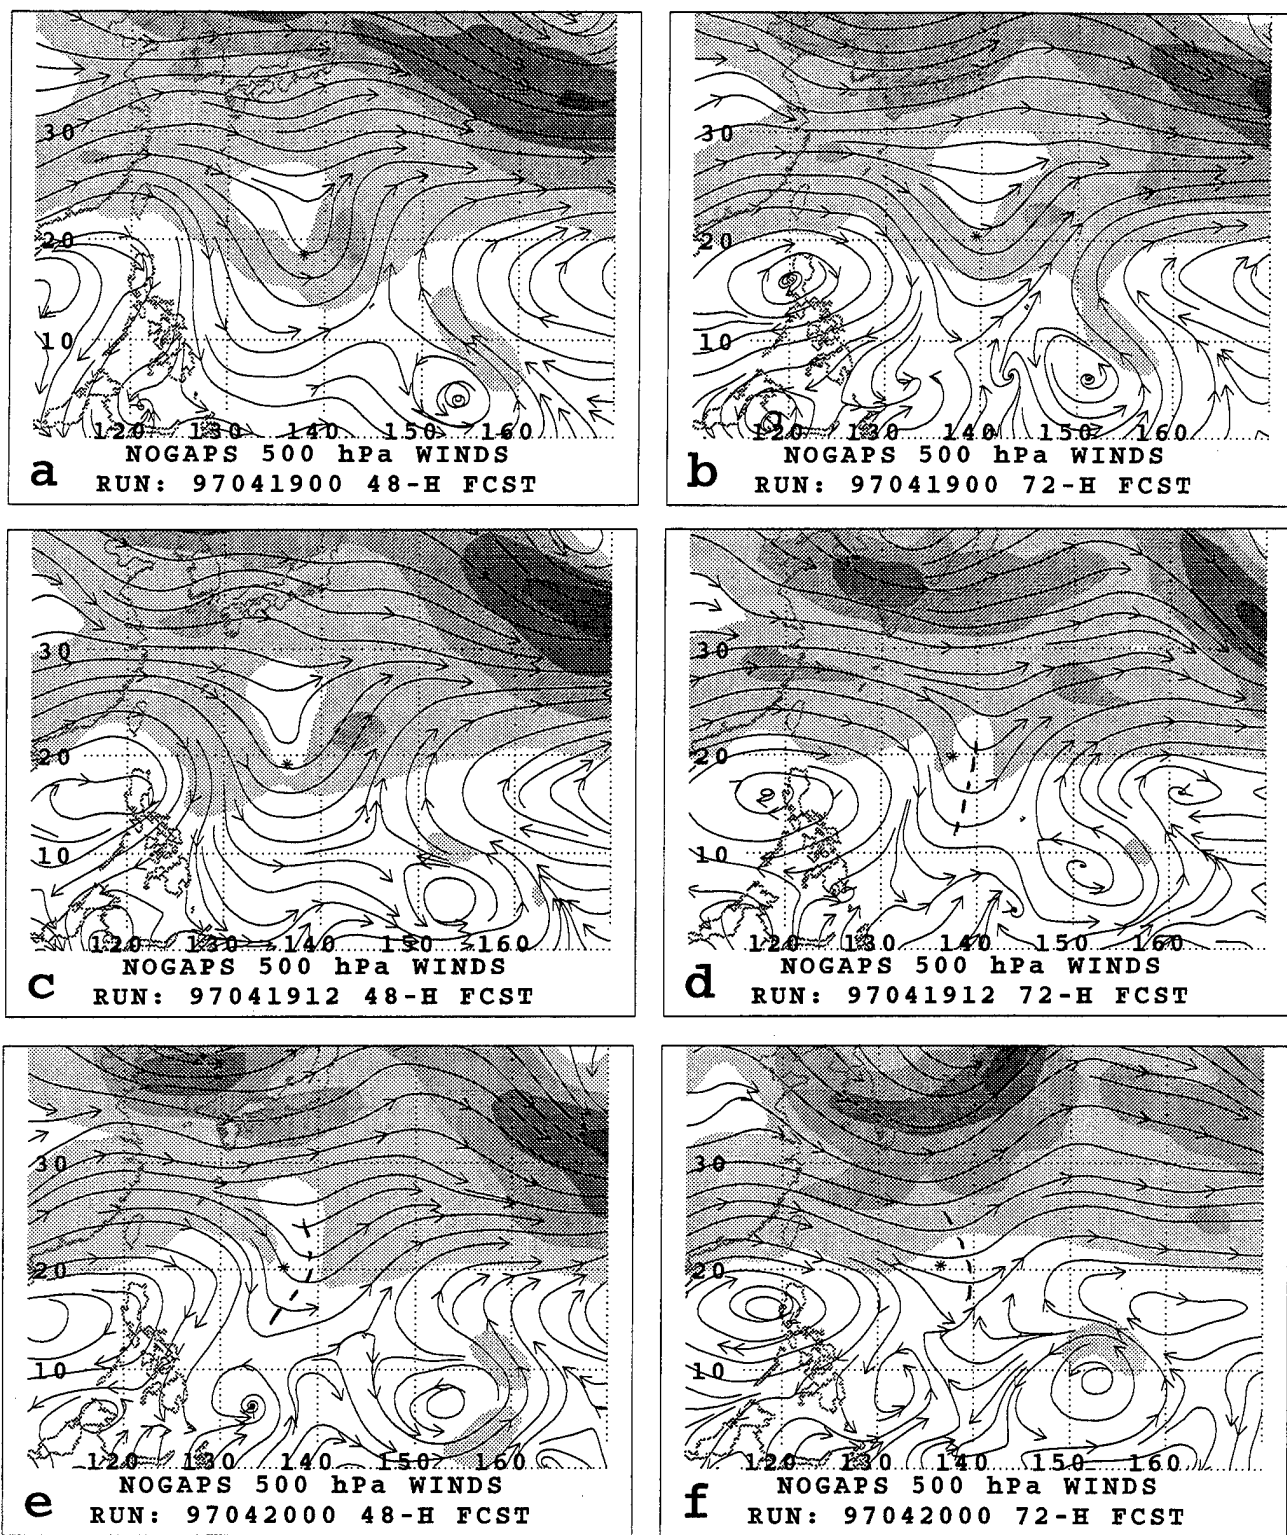 30
20
10
120 130 140 150 160
NOGAPS 500 hPa WINDS
a RUN: 97041900 48-H FCST
30
20
10
120 130 140 150 160
NOGAPS 500 hPa WINDS
b RUN: 97041900 72-H FCST
30
20
10
120 130 140 150 160
NOGAPS 500 hPa WINDS
c RUN: 97041912 48-H FCST
30
20
10
120 130 140 150 160
NOGAPS 500 hPa WINDS
d RUN: 97041912 72-H FCST
30
20
10
120 130 140 150 160
NOGAPS 500 hPa WINDS
e RUN: 97042000 48-H FCST
30
20
10
120 130 140 150 160
NOGAPS 500 hPa WINDS
f RUN: 97042000 72-H FCST